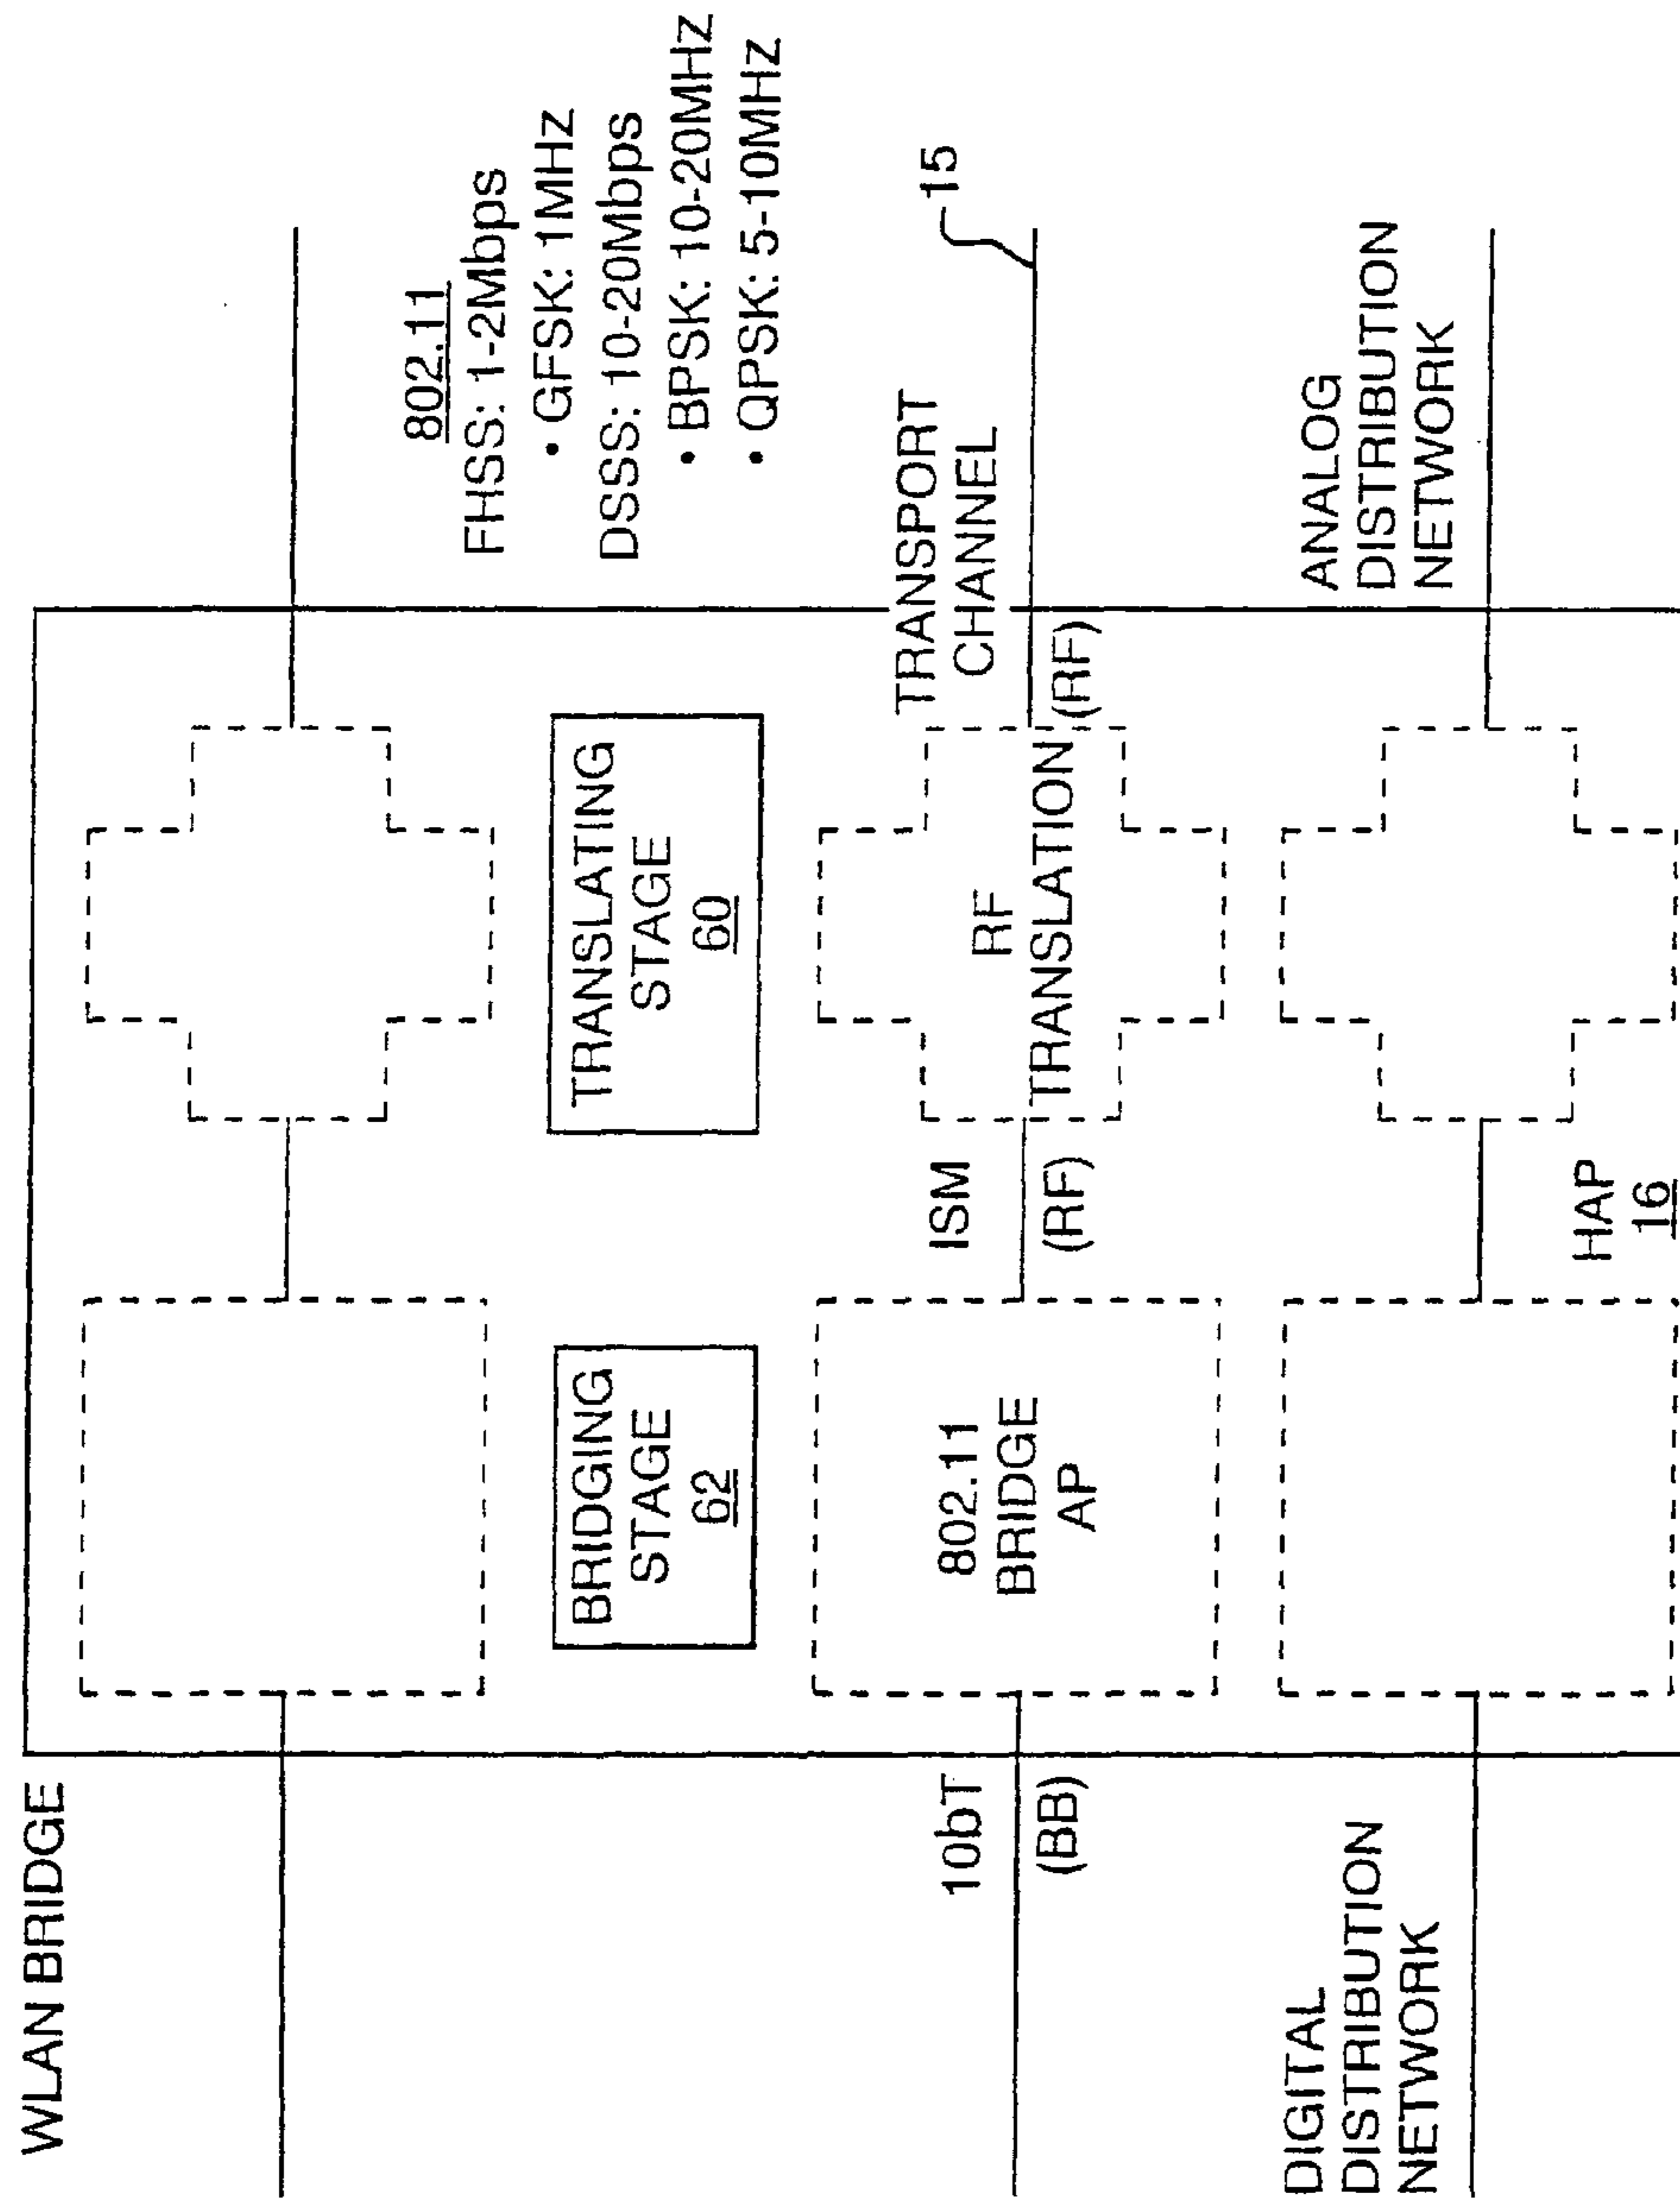 WLAN BRIDGE
802.11
FHSS: 1-2Mbps
• GFSK: 1MHz
DSSS: 10-20Mbps
• BPSK: 10-20MHz
• QPSK: 5-10MHz
BRIDGING
STAGE
62
TRANSLATING
STAGE
60
10bT
(BB)
802.11
BRIDGE
AP
ISM
(RF)
RF
TRANSLATION
(RF)
TRANSPORT
CHANNEL
15
DIGITAL
DISTRIBUTION
NETWORK
HAP
16
ANALOG
DISTRIBUTION
NETWORK